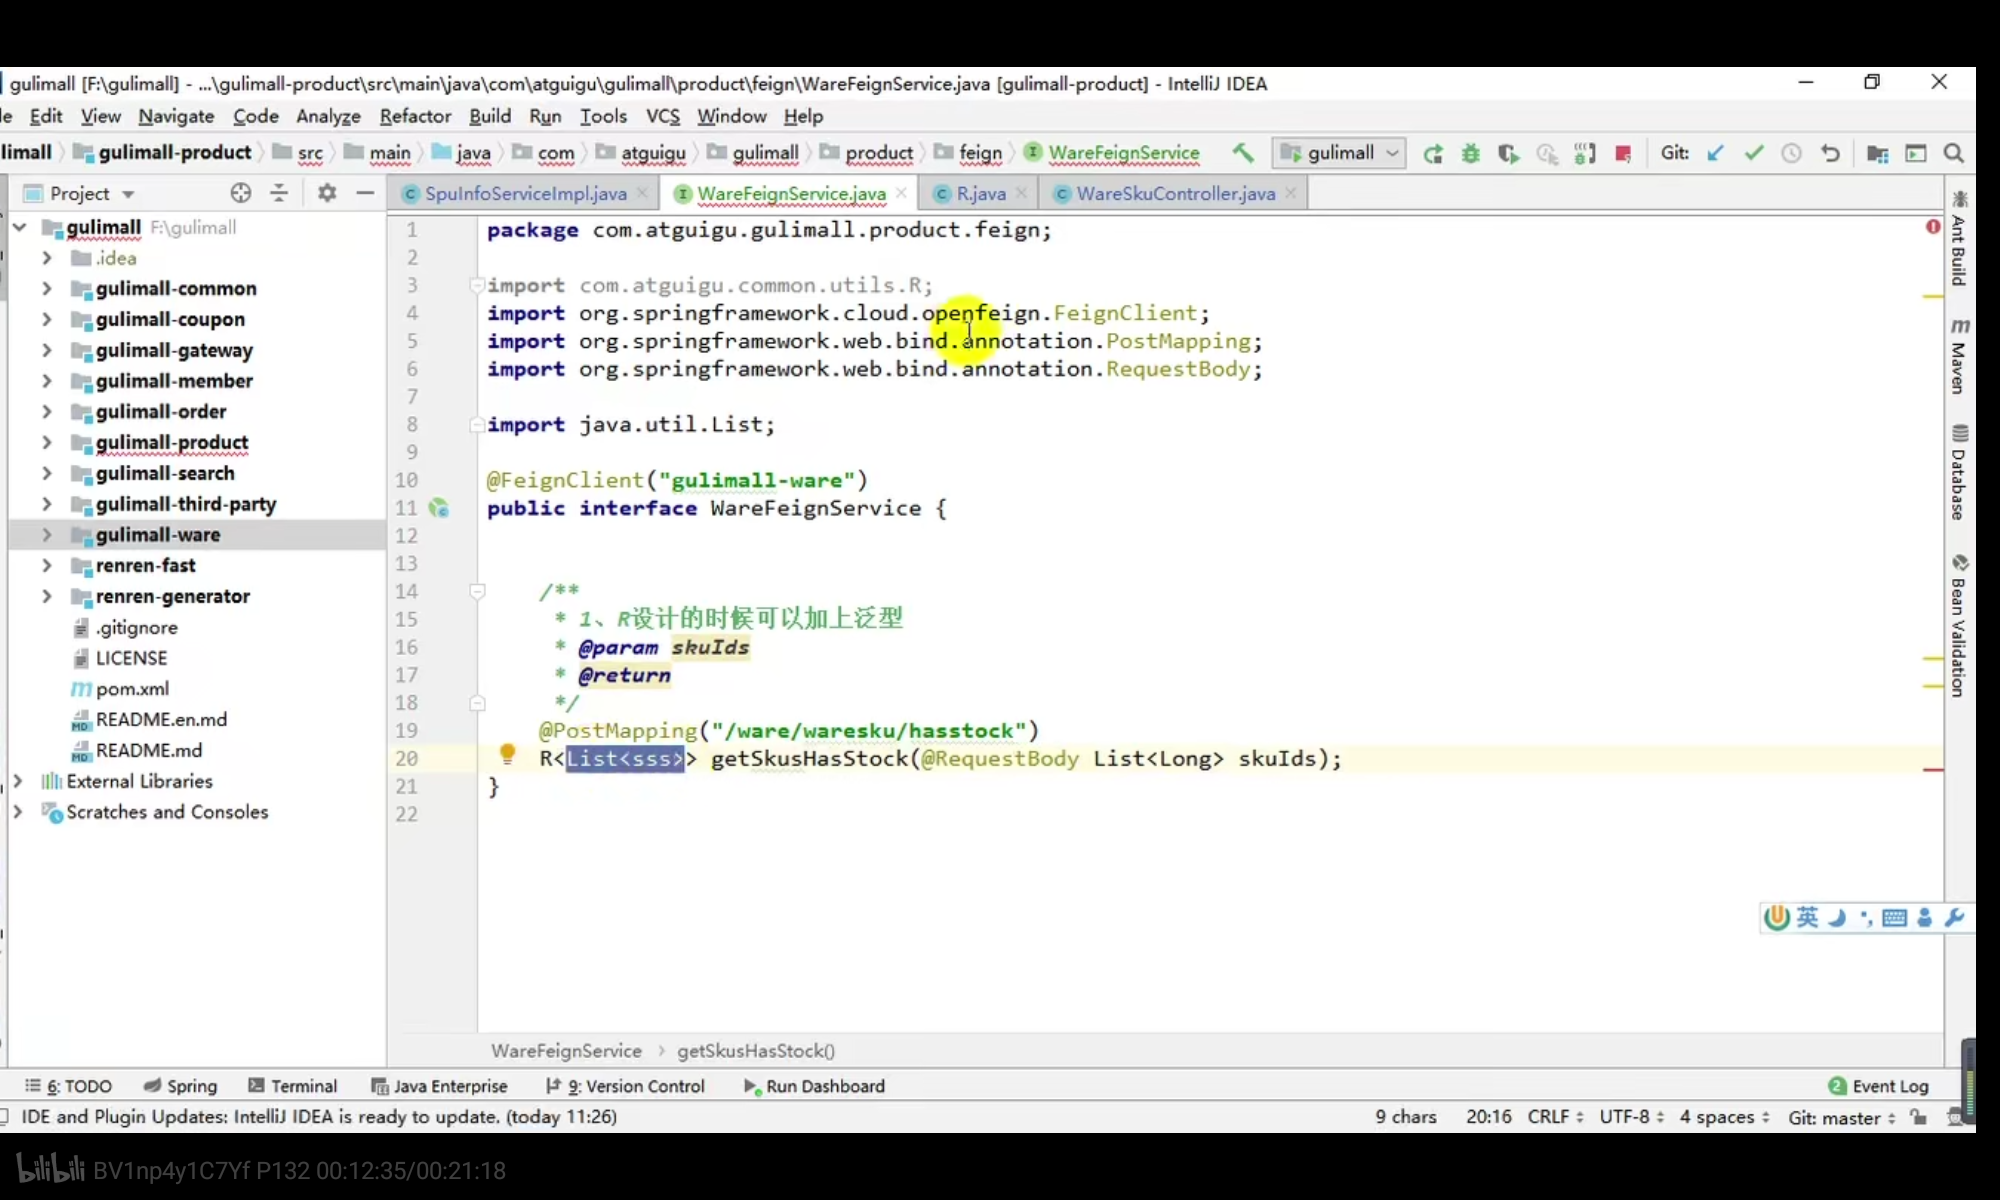 gulimall [F:\gulimall] - ...\gulimall-product\src\main\java\com\atguigu\gulimall\product\feign\WareFeignService.java [gulimall-product] - IntelliJ IDEA
le Edit View Navigate Code Analyze Refactor Build Run Tools VCS Window Help
limall gulimall-product src main java com atguigu gulimall product feign WareFeignService gulimall Git:
Project SpuInfoServiceImpl.java WareFeignService.java R.java WareSkuController.java
gulimall F:\gulimall
.idea
gulimall-common
gulimall-coupon
gulimall-gateway
gulimall-member
gulimall-order
gulimall-product
gulimall-search
gulimall-third-party
gulimall-ware
renren-fast
renren-generator
.gitignore
LICENSE
pom.xml
README.en.md
README.md
External Libraries
Scratches and Consoles
1 package com.atguigu.gulimall.product.feign;
2
3 import com.atguigu.common.utils.R;
4 import org.springframework.cloud.openfeign.FeignClient;
5 import org.springframework.web.bind.annotation.PostMapping;
6 import org.springframework.web.bind.annotation.RequestBody;
7
8 import java.util.List;
9
10 @FeignClient("gulimall-ware")
11 public interface WareFeignService {
12
13
14 /**
15 * 1、R设计的时候可以加上泛型
16 * @param skuIds
17 * @return
18 */
19 @PostMapping("/ware/waresku/hasstock")
20 R<List<sss>> getSkusHasStock(@RequestBody List<Long> skuIds);
21 }
22
Ant Build
Maven
Database
Bean Validation
英
WareFeignService getSkusHasStock()
6: TODO Spring Terminal Java Enterprise 9: Version Control Run Dashboard 2 Event Log
IDE and Plugin Updates: IntelliJ IDEA is ready to update. (today 11:26) 9 chars 20:16 CRLF UTF-8 4 spaces Git: master
bilibili BV1np4y1C7Yf P132 00:12:35/00:21:18